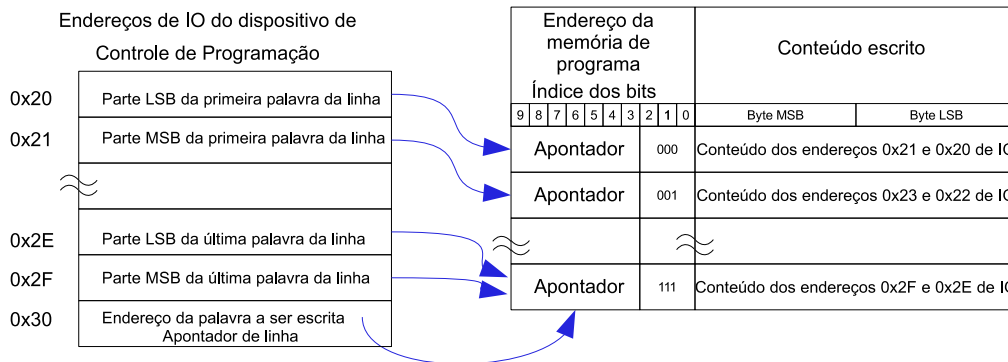 Endereços de IO do dispositivo de
Controle de Programação
0x20
Parte LSB da primeira palavra da linha
0x21
Parte MSB da primeira palavra da linha
0x2E
Parte LSB da última palavra da linha
0x2F
Parte MSB da última palavra da linha
0x30
Endereço da palavra a ser escrita
Apontador de linha
Endereço da
memória de
programa
Índice dos bits
Conteúdo escrito
9 8 7 6 5 4 3 2 1 0
Byte MSB
Byte LSB
Apontador
000
Conteúdo dos endereços 0x21 e 0x20 de IO
Apontador
001
Conteúdo dos endereços 0x23 e 0x22 de IO
Apontador
111
Conteúdo dos endereços 0x2F e 0x2E de IO